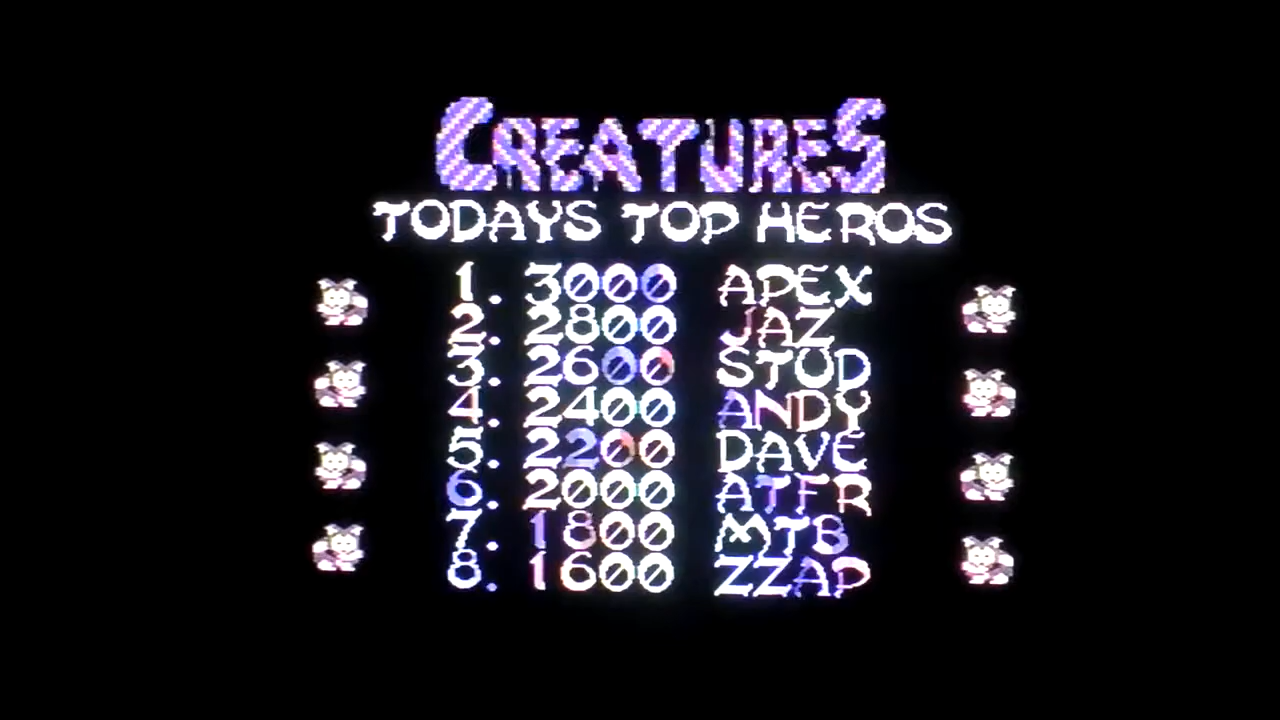 CREATURES
TODAYS TOP HEROS
1. 3000 APEX
2. 2800 JAZ
3. 2600 STUD
4. 2400 ANDY
5. 2200 DAVE
6. 2000 ATFR
7. 1800 MTB
8. 1600 ZZAP